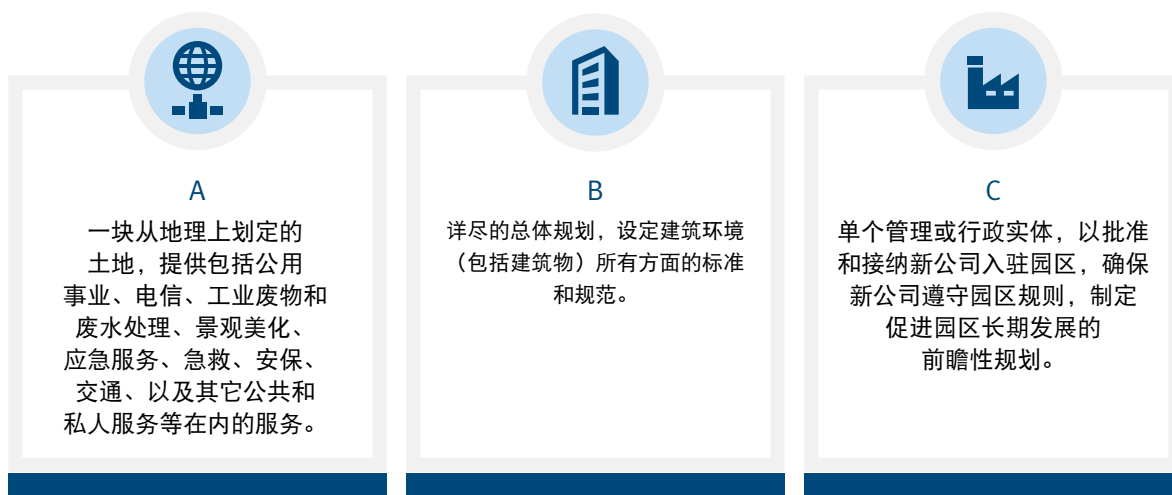 A
一块从地理上划定的
土地，提供包括公用
事业、电信、工业废物和
废水处理、景观美化、
应急服务、急救、安保、
交通、以及其它公共和
私人服务等在内的服务。
B
详尽的总体规划，设定建筑环境
（包括建筑物）所有方面的标准
和规范。
C
单个管理或行政实体，以批准
和接纳新公司入驻园区，确保
新公司遵守园区规则，制定
促进园区长期发展的
前瞻性规划。